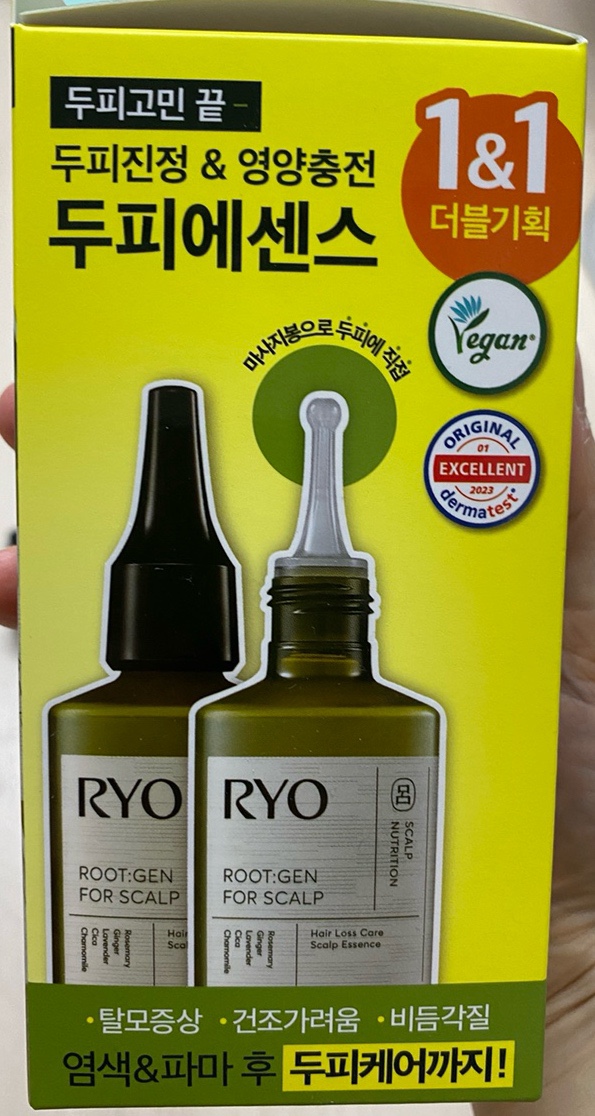 두피고민 끝-
두피진정 & 영양충전
두피에센스
1&1
더블기획
Vegan
ORIGINAL
01
EXCELLENT
2023
dermatest®
마사지봉으로 두피에 직접
RYO
ROOT:GEN
FOR SCALP
Rosemary
Ginger
Lavender
Cica
Chamomile
Hair
Scal
RYO
呂
SCALP
NUTRITION
ROOT:GEN
FOR SCALP
Rosemary
Ginger
Lavender
Cica
Chamomile
Hair Loss Care
Scalp Essence
•탈모증상 •건조가려움 •비듬각질
염색&파마 후 두피케어까지!